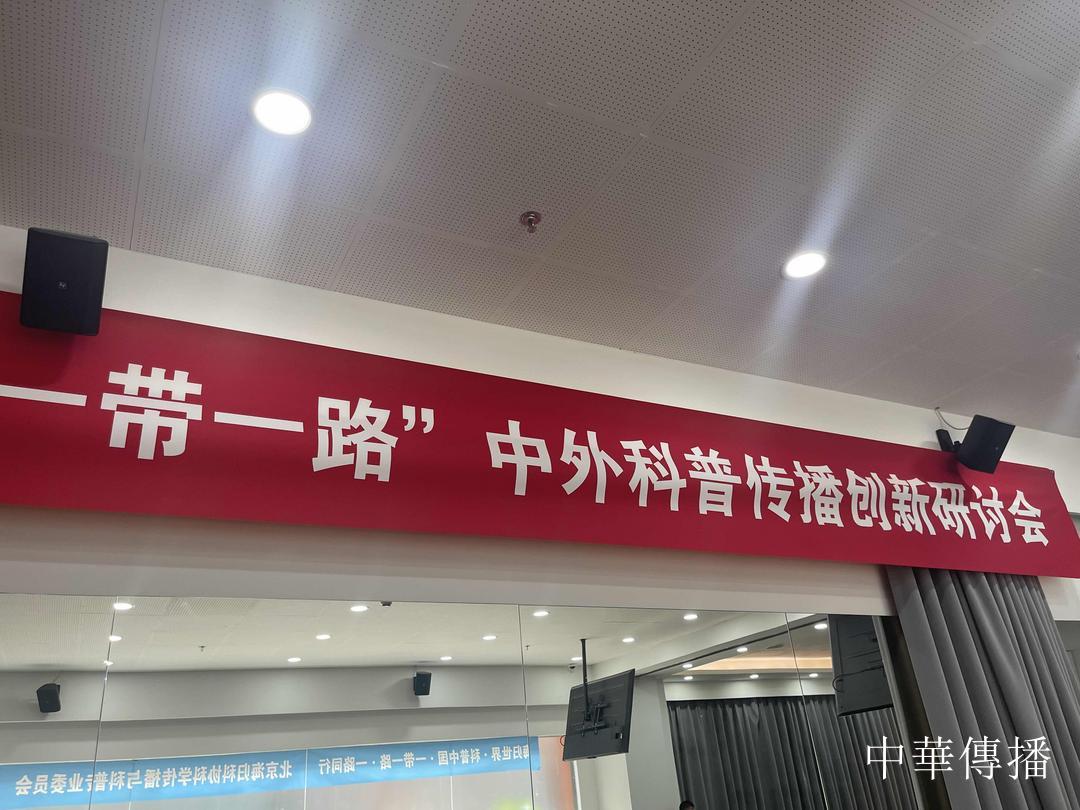 一带一路” 中外科普传播创新研讨会
海归世界·科普中国·一带一路·一路同行
北京海归科协科学传播与科普专业委员会
中華傳播